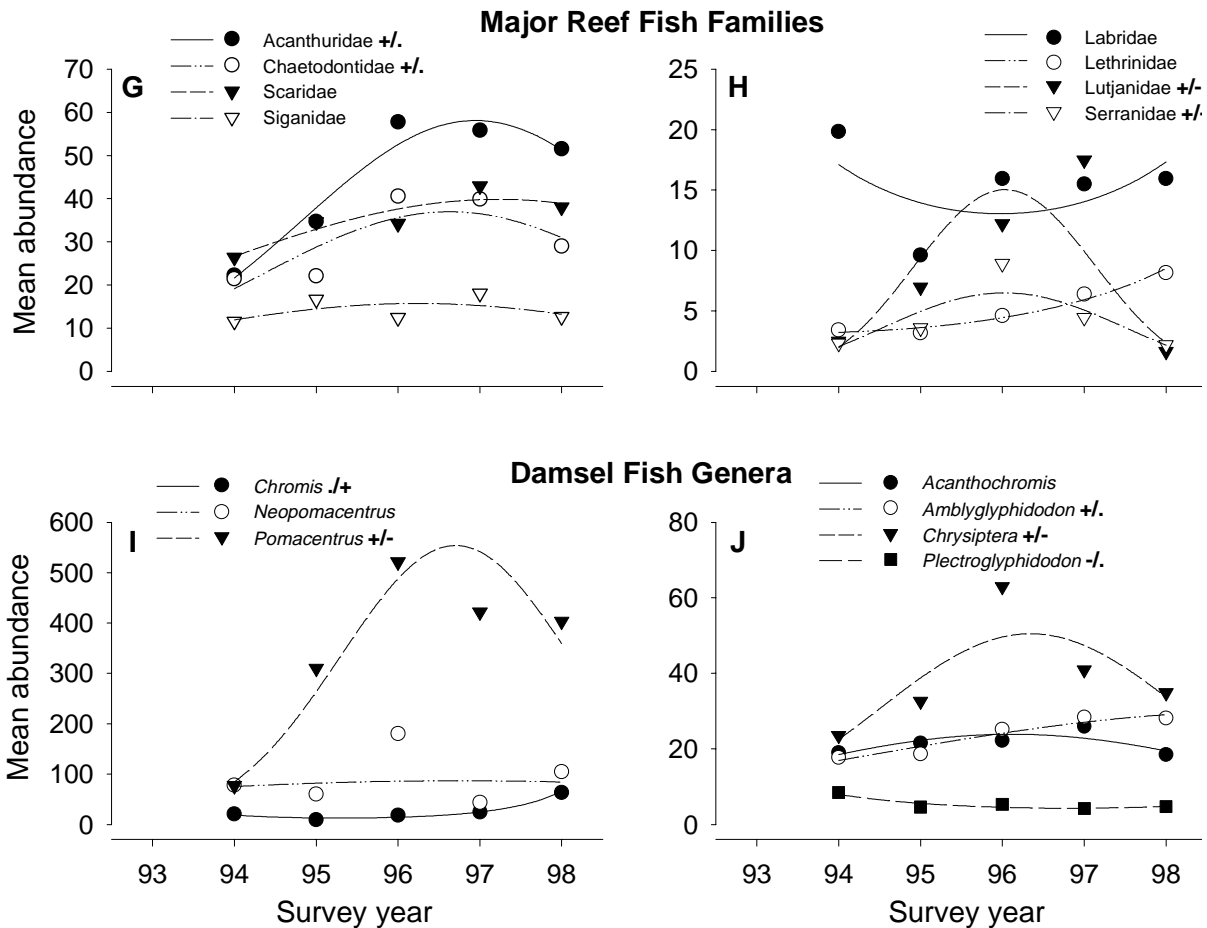 Major Reef Fish Families
G
Acanthuridae +/.
Chaetodontidae +/.
Scaridae
Siganidae
70
60
50
40
30
20
10
0
Mean abundance
H
Labridae
Lethrinidae
Lutjanidae +/-
Serranidae +/-
25
20
15
10
5
0
Damsel Fish Genera
I
Chromis ./+
Neopomacentrus
Pomacentrus +/-
600
500
400
300
200
100
0
Mean abundance
93 94 95 96 97 98
Survey year
J
Acanthochromis
Amblyglyphidodon +/.
Chrysiptera +/-
Plectroglyphidodon -/.
80
60
40
20
0
93 94 95 96 97 98
Survey year